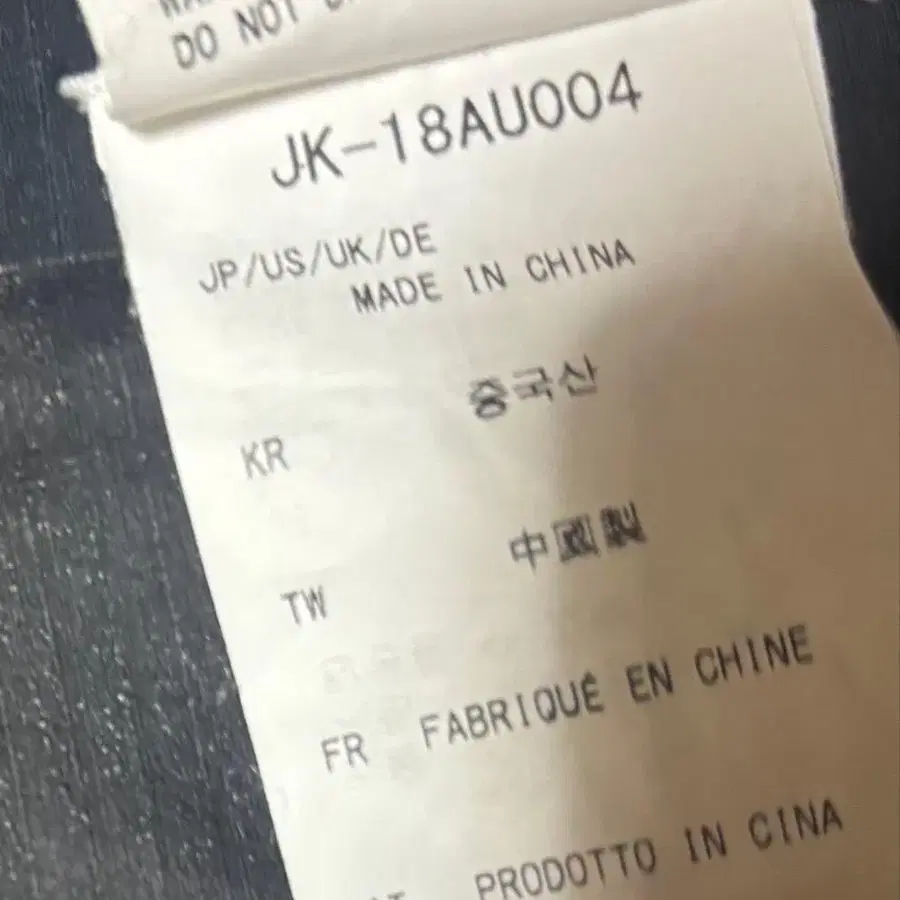 DO NOT
JK-18AU004
JP/US/UK/DE
MADE IN CHINA
중국산
KR
中國製
TW
FR FABRIQUÉ EN CHINE
PRODOTTO IN CINA